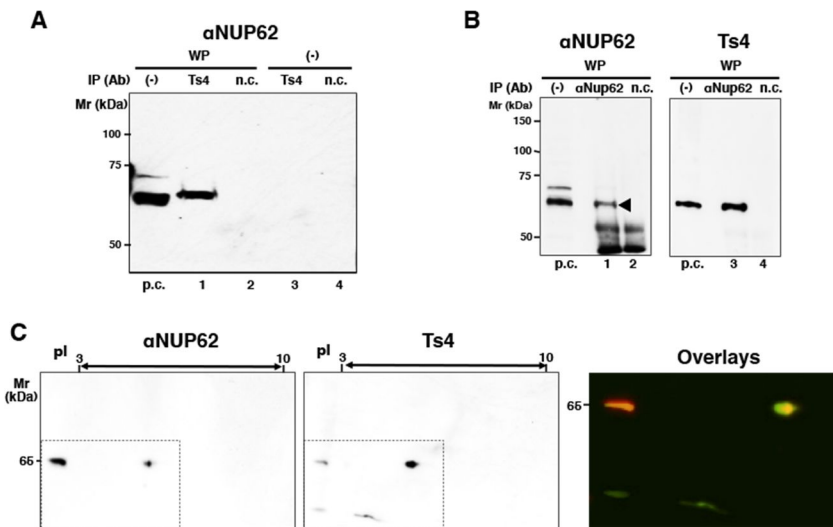 A
αNUP62
WP (-)
IP (Ab) (-) Ts4 n.c. Ts4 n.c.
Mr (kDa)
100
75
50
p.c. 1 2 3 4
B
αNUP62 Ts4
WP WP
IP (Ab) (-) αNup62 n.c. (-) αNup62 n.c.
Mr (kDa)
150
100
75
50
p.c. 1 2 p.c. 3 4
C
αNUP62 Ts4 Overlays
pI 3 10 pI 3 10
Mr
(kDa)
65 65